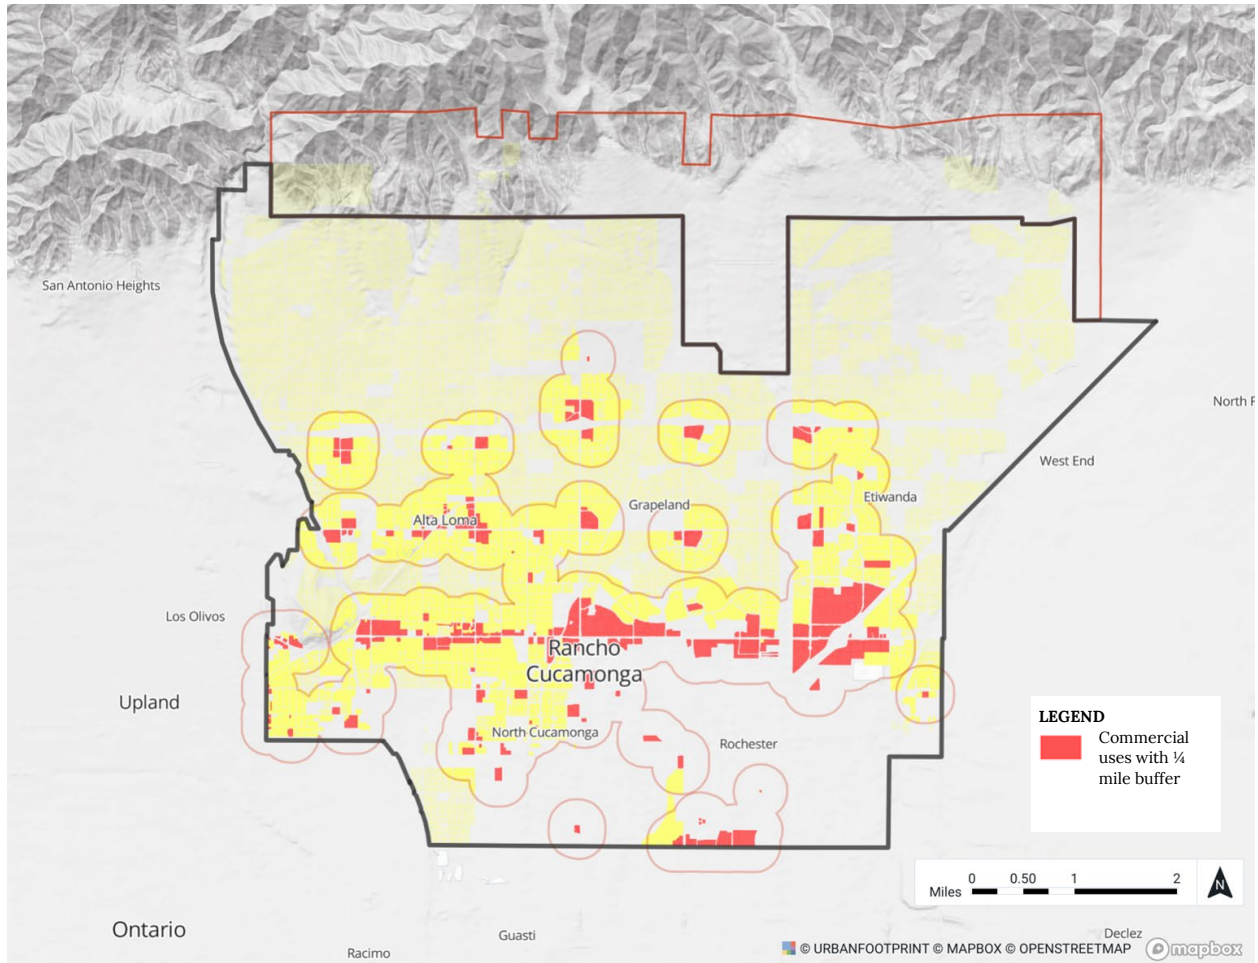 San Antonio Heights
North F
West End
Etiwanda
Grapeland
Alta Loma
Los Olivos
Rancho
Cucamonga
Upland
North Cucamonga
Rochester
LEGEND
Commercial
uses with ¼
mile buffer
0 0.50 1 2
Miles
N
Ontario
Guasti
Racimo
Declez
© URBANFOOTPRINT © MAPBOX © OPENSTREETMAP
mapbox